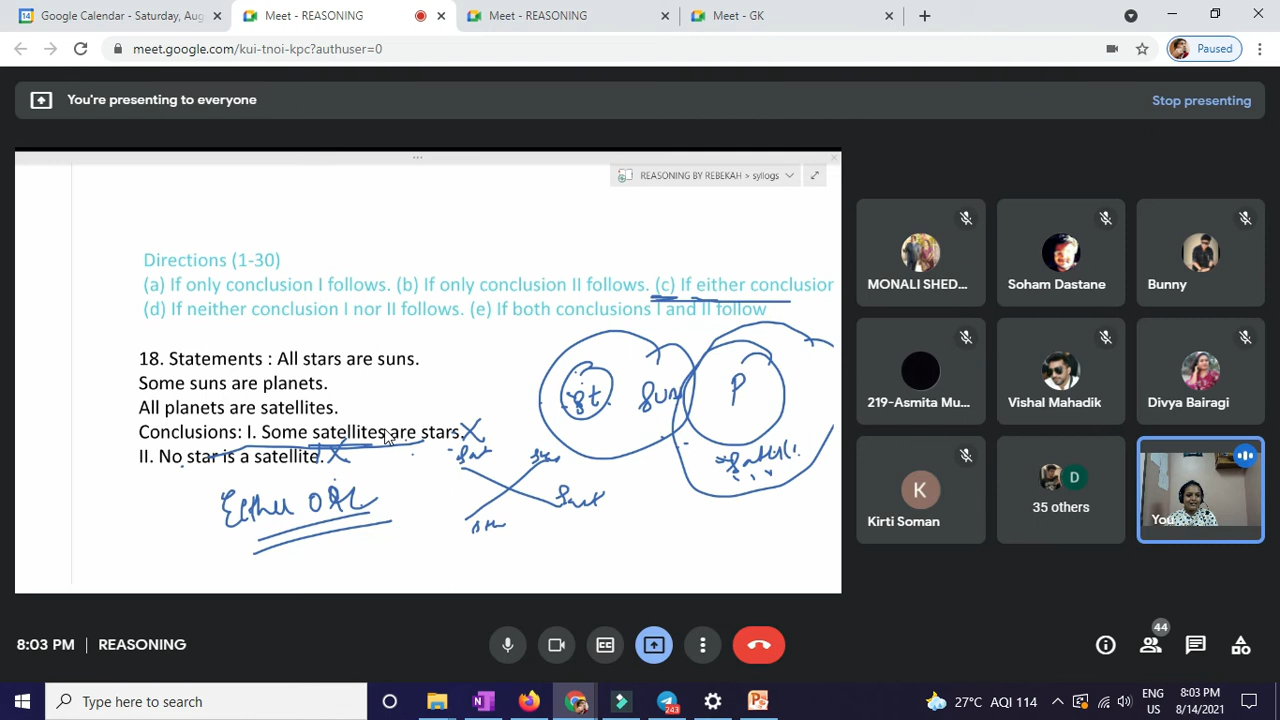 Google Calendar - Saturday, Aug
Meet - REASONING
Meet - REASONING
Meet - GK
meet.google.com/kui-tnoi-kpc?authuser=0
Paused
You're presenting to everyone
Stop presenting
REASONING BY REBEKAH > syllogs
Directions (1-30)
(a) If only conclusion I follows. (b) If only conclusion II follows. (c) If either conclusior
(d) If neither conclusion I nor II follows. (e) If both conclusions I and II follow
18. Statements : All stars are suns.
Some suns are planets.
All planets are satellites.
Conclusions: I. Some satellites are stars.
II. No star is a satellite.
st
sun
P
Either OR
MONALI SHED...
Soham Dastane
Bunny
219-Asmita Mu...
Vishal Mahadik
Divya Bairagi
K
Kirti Soman
D
35 others
You
8:03 PM | REASONING
44
Type here to search
243
27°C AQI 114
ENG
US
8:03 PM
8/14/2021